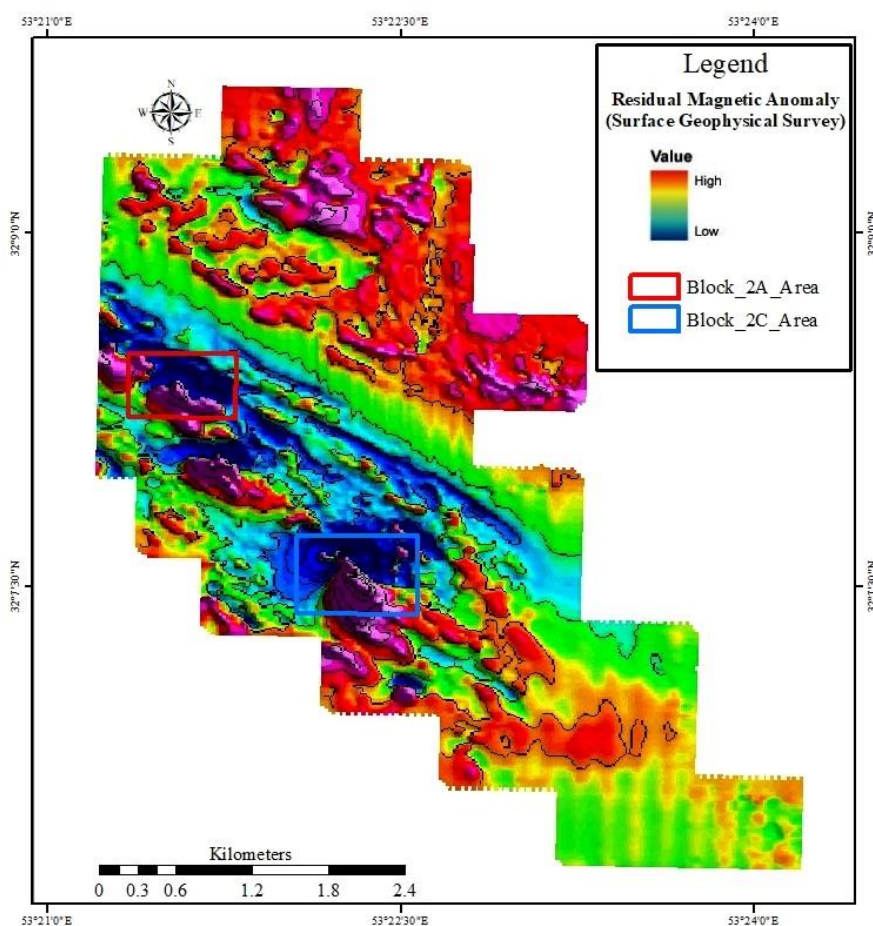 53°21'0"E 53°22'30"E 53°24'0"E
Legend
Residual Magnetic Anomaly
(Surface Geophysical Survey)
Value
High
Low
Block_2A_Area
Block_2C_Area
N
W E
S
32°9'0"N 32°9'0"N
32°7'30"N 32°7'30"N
Kilometers
0 0.3 0.6 1.2 1.8 2.4
53°21'0"E 53°22'30"E 53°24'0"E